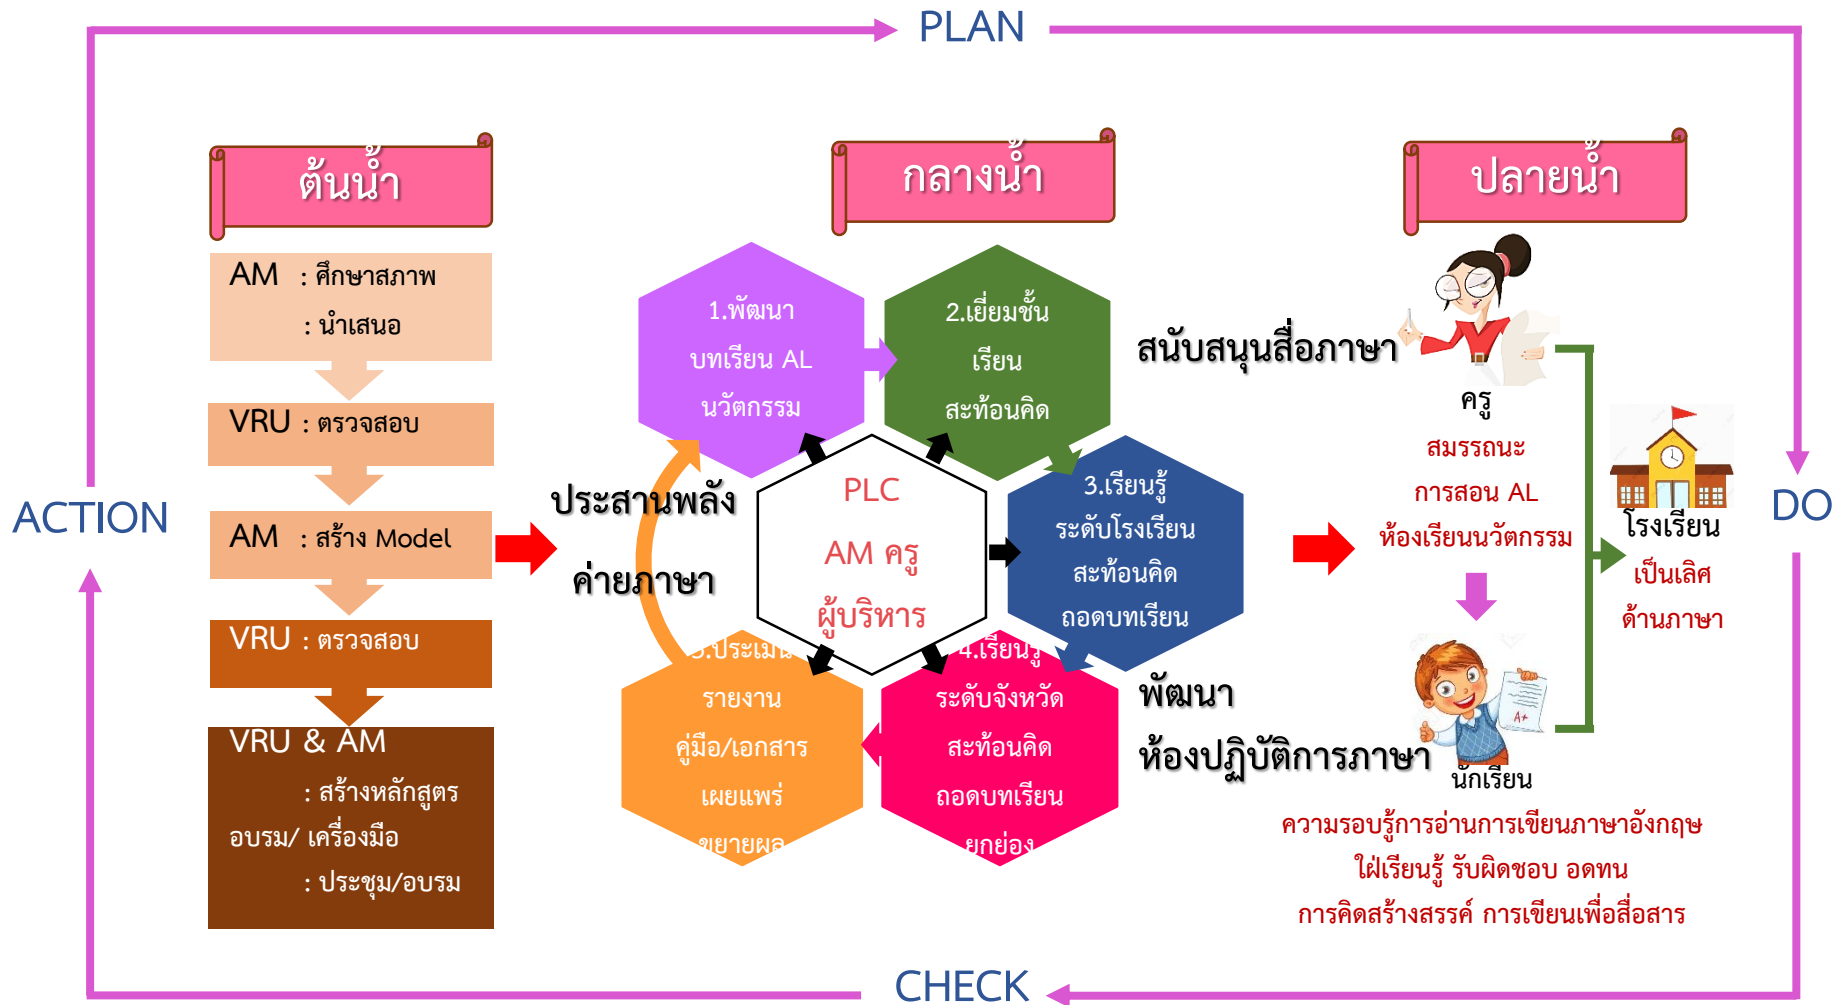 PLAN
ต้นน้ำ
กลางน้ำ
ปลายน้ำ
AM : ศึกษาสภาพ
: นำเสนอ
VRU : ตรวจสอบ
AM : สร้าง Model
VRU : ตรวจสอบ
VRU & AM
: สร้างหลักสูตร
อบรม/ เครื่องมือ
: ประชุม/อบรม
ประสานพลัง
ค่ายภาษา
1.พัฒนา
บทเรียน AL
นวัตกรรม
2.เยี่ยมชั้น
เรียน
สะท้อนคิด
3.เรียนรู้
ระดับโรงเรียน
สะท้อนคิด
ถอดบทเรียน
4.เรียนรู้
ระดับจังหวัด
สะท้อนคิด
ถอดบทเรียน
ยกย่อง
5.ประเมิน
รายงาน
คู่มือ/เอกสาร
เผยแพร่
ขยายผล
PLC
AM ครู
ผู้บริหาร
สนับสนุนสื่อภาษา
พัฒนา
ห้องปฏิบัติการภาษา
ครู
สมรรถนะ
การสอน AL
ห้องเรียนนวัตกรรม
A+
นักเรียน
ความรอบรู้การอ่านการเขียนภาษาอังกฤษ
ใฝ่เรียนรู้ รับผิดชอบ อดทน
การคิดสร้างสรรค์ การเขียนเพื่อสื่อสาร
โรงเรียน
เป็นเลิศ
ด้านภาษา
DO
CHECK
ACTION